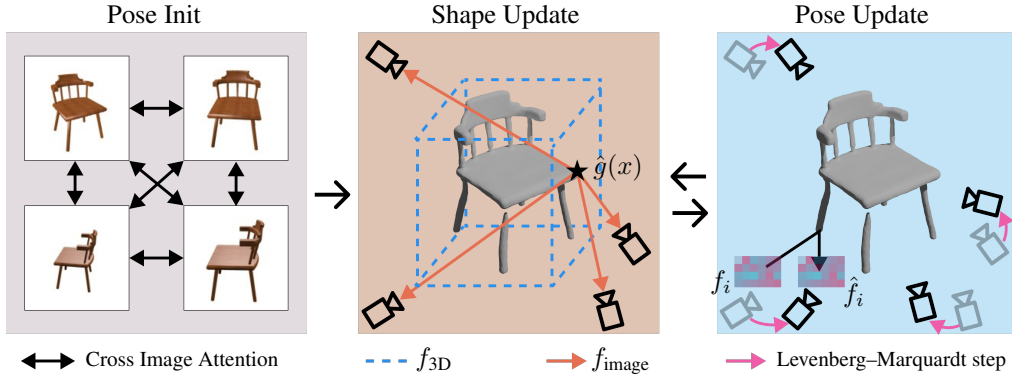 Pose Init
Shape Update
Pose Update
ĝ(x)
f_i
f̂_i
Cross Image Attention
f_3D
f_image
Levenberg–Marquardt step